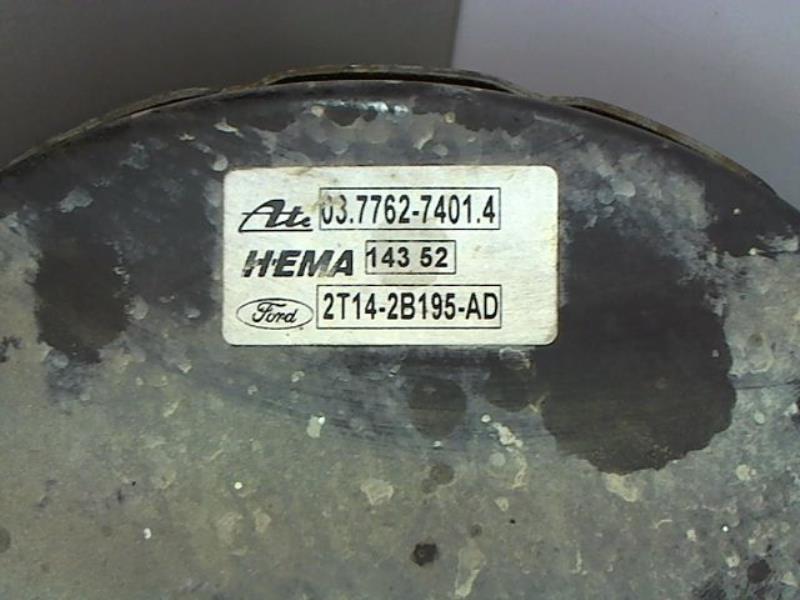 Ate 03.7762-7401.4
HEMA 143 52
Ford 2T14-2B195-AD